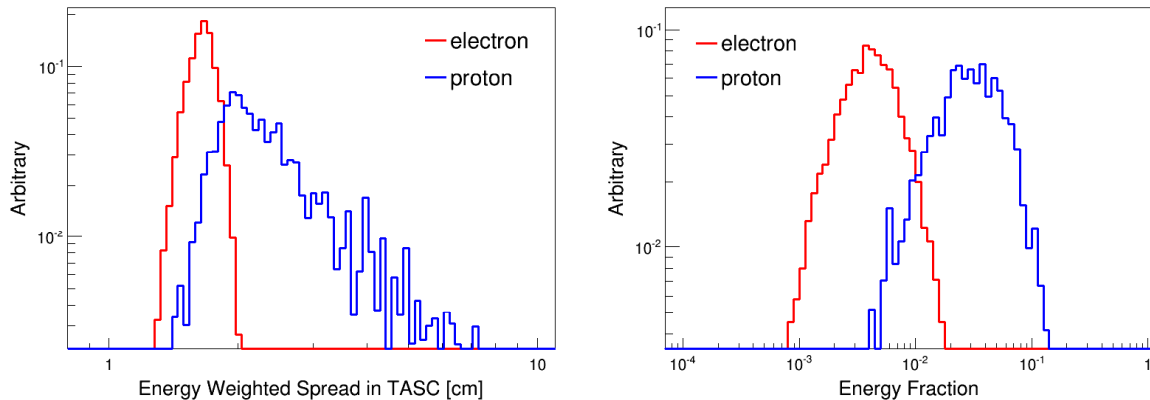 electron
proton
10⁻¹
10⁻²
Arbitrary
1
10
Energy Weighted Spread in TASC [cm]
electron
proton
10⁻¹
10⁻²
Arbitrary
10⁻⁴
10⁻³
10⁻²
10⁻¹
1
Energy Fraction